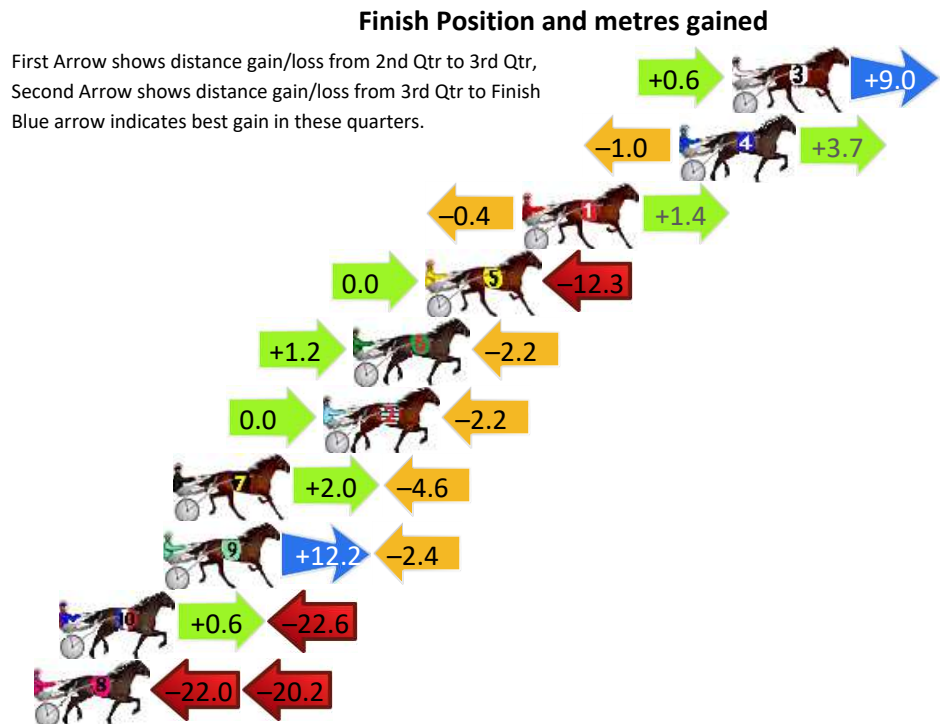 Finish Position and metres gained
First Arrow shows distance gain/loss from 2nd Qtr to 3rd Qtr,
Second Arrow shows distance gain/loss from 3rd Qtr to Finish
Blue arrow indicates best gain in these quarters.
+0.6 3 +9.0
−1.0 4 +3.7
−0.4 1 +1.4
0.0 5 −12.3
+1.2 6 −2.2
0.0 2 −2.2
7 +2.0 −4.6
9 +12.2 −2.4
10 +0.6 −22.6
8 −22.0 −20.2